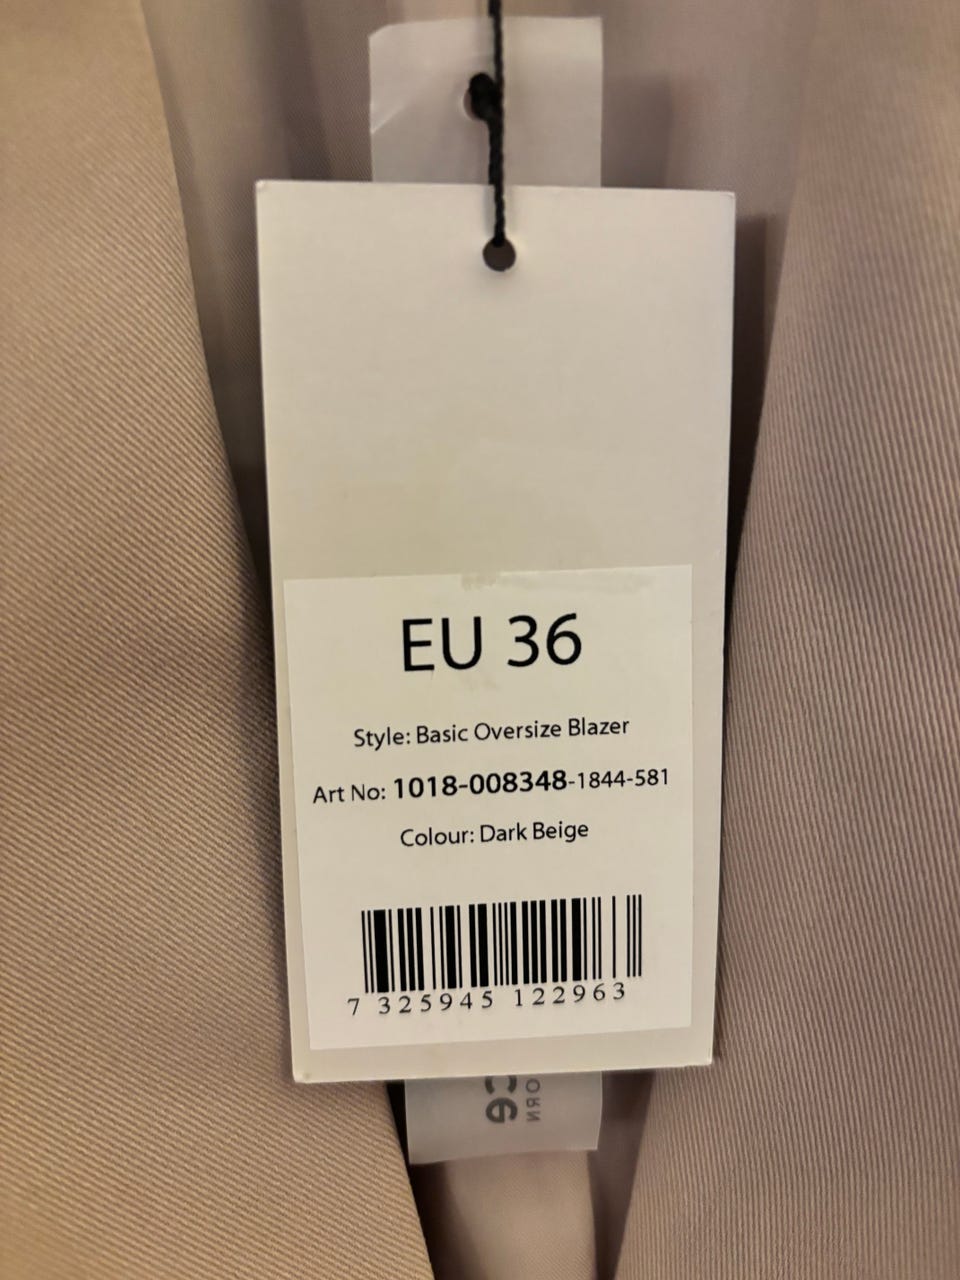 EU 36
Style: Basic Oversize Blazer
Art No: 1018-008348-1844-581
Colour: Dark Beige
7 325945 122963